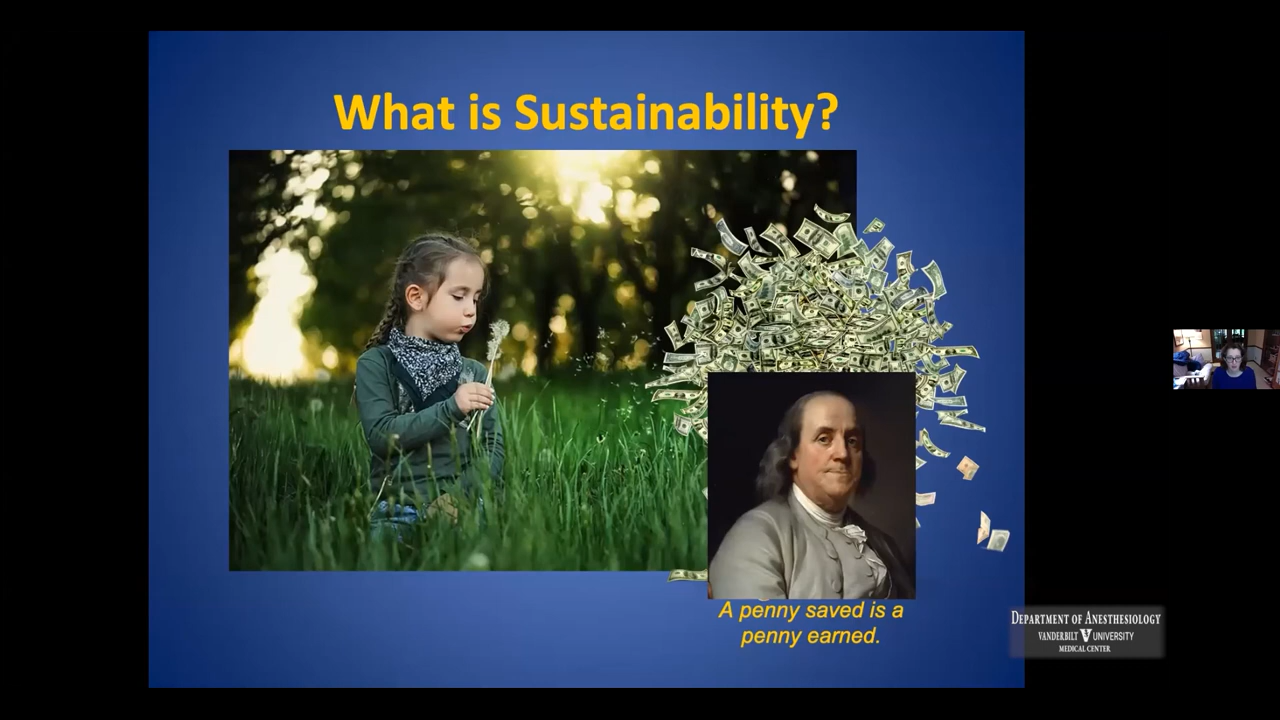 What is Sustainability?
A penny saved is a
penny earned.
DEPARTMENT OF ANESTHESIOLOGY
VANDERBILT V UNIVERSITY
MEDICAL CENTER